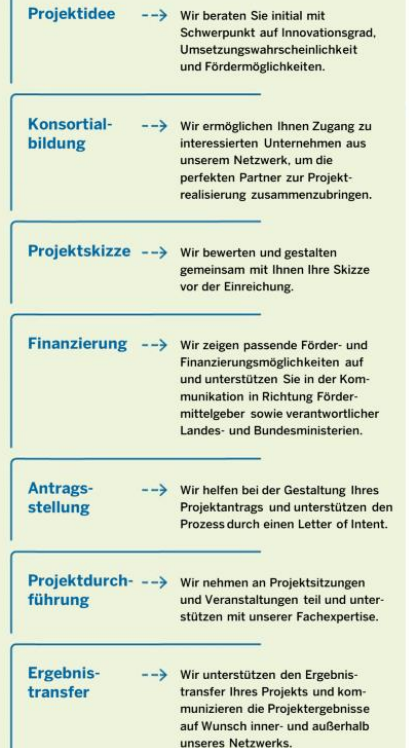 Projektidee --> Wir beraten Sie initial mit
Schwerpunkt auf Innovationsgrad,
Umsetzungswahrscheinlichkeit
und Fördermöglichkeiten.
Konsortial-
bildung
--> Wir ermöglichen Ihnen Zugang zu
interessierten Unternehmen aus
unserem Netzwerk, um die
perfekten Partner zur Projekt-
realisierung zusammenzubringen.
Projektskizze --> Wir bewerten und gestalten
gemeinsam mit Ihnen Ihre Skizze
vor der Einreichung.
Finanzierung --> Wir zeigen passende Förder- und
Finanzierungsmöglichkeiten auf
und unterstützen Sie in der Kom-
munikation in Richtung Förder-
mittelgeber sowie verantwortlicher
Landes- und Bundesministerien.
Antrags-
stellung
--> Wir helfen bei der Gestaltung Ihres
Projektantrags und unterstützen den
Prozess durch einen Letter of Intent.
Projektdurch-
führung
--> Wir nehmen an Projektsitzungen
und Veranstaltungen teil und unter-
stützen mit unserer Fachexpertise.
Ergebnis-
transfer
--> Wir unterstützen den Ergebnis-
transfer Ihres Projekts und kom-
munizieren die Projektergebnisse
auf Wunsch inner- und außerhalb
unseres Netzwerks.